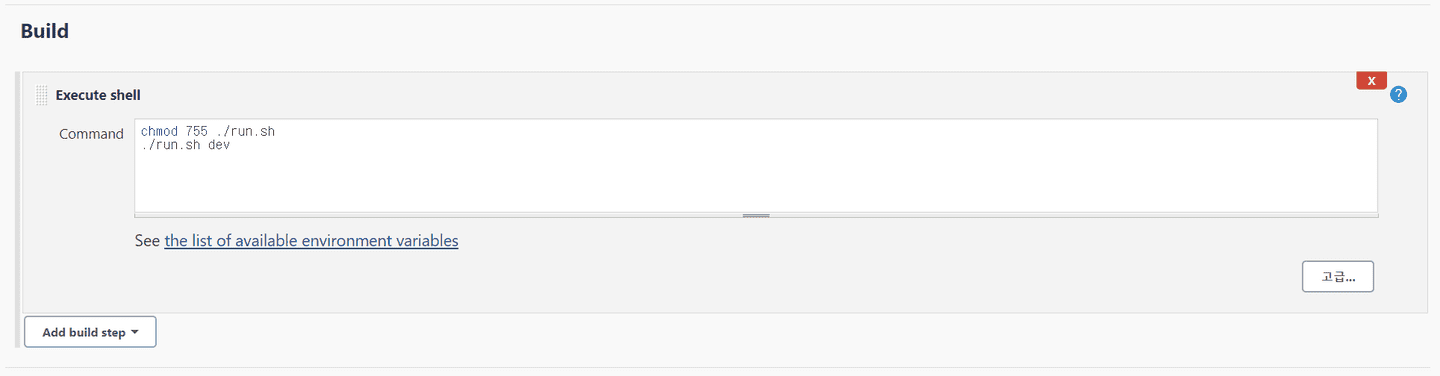 Build
Execute shell
X
?
Command
chmod 755 ./run.sh
./run.sh dev
See the list of available environment variables
고급...
Add build step